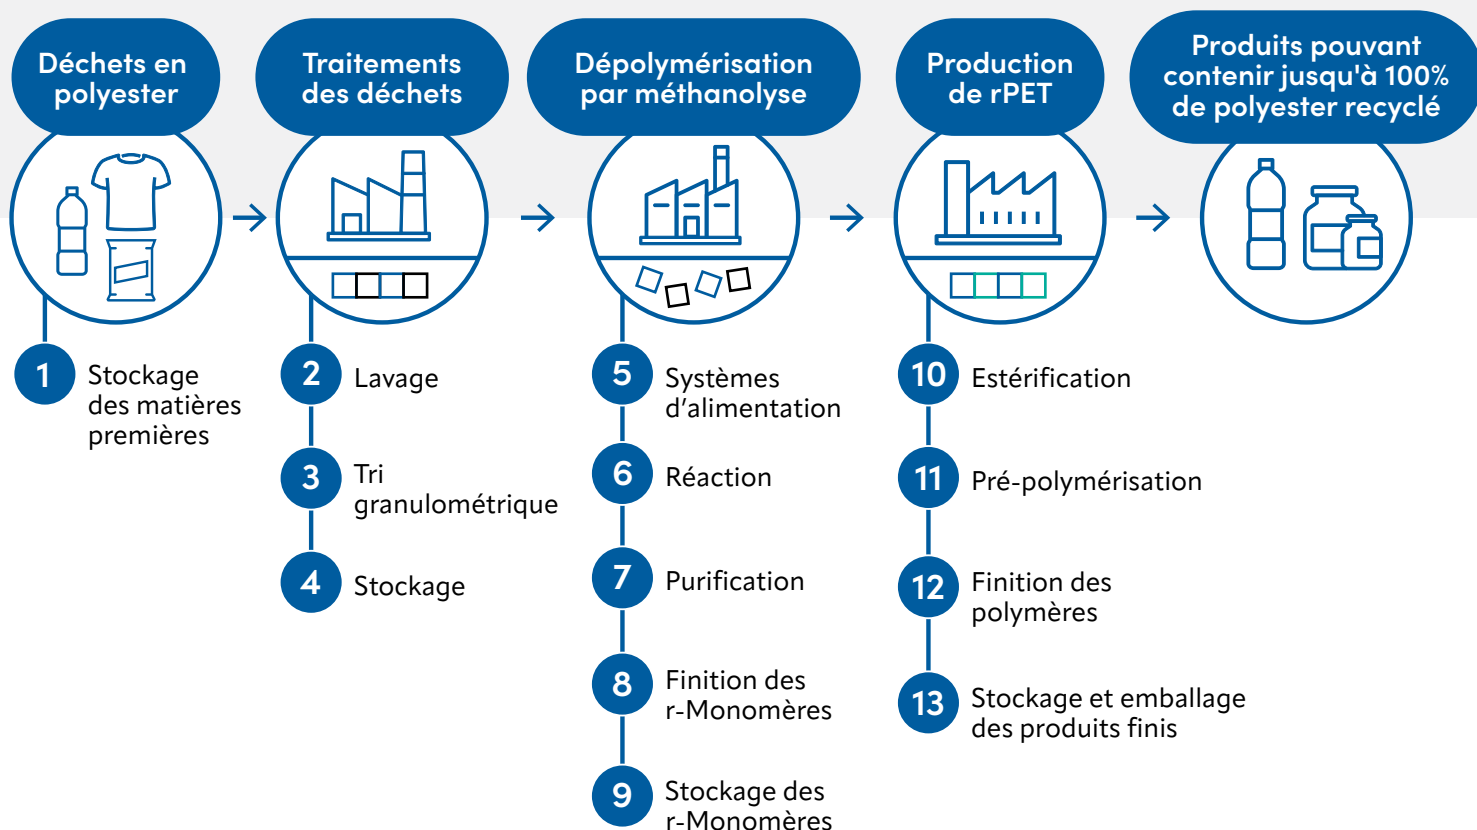 Déchets en
polyester
Traitements
des déchets
Dépolymérisation
par méthanolyse
Production
de rPET
Produits pouvant
contenir jusqu'à 100%
de polyester recyclé
1 Stockage
des matières
premières
2 Lavage
3 Tri
granulométrique
4 Stockage
5 Systèmes
d'alimentation
6 Réaction
7 Purification
8 Finition des
r-Monomères
9 Stockage des
r-Monomères
10 Estérification
11 Pré-polymérisation
12 Finition des
polymères
13 Stockage et emballage
des produits finis